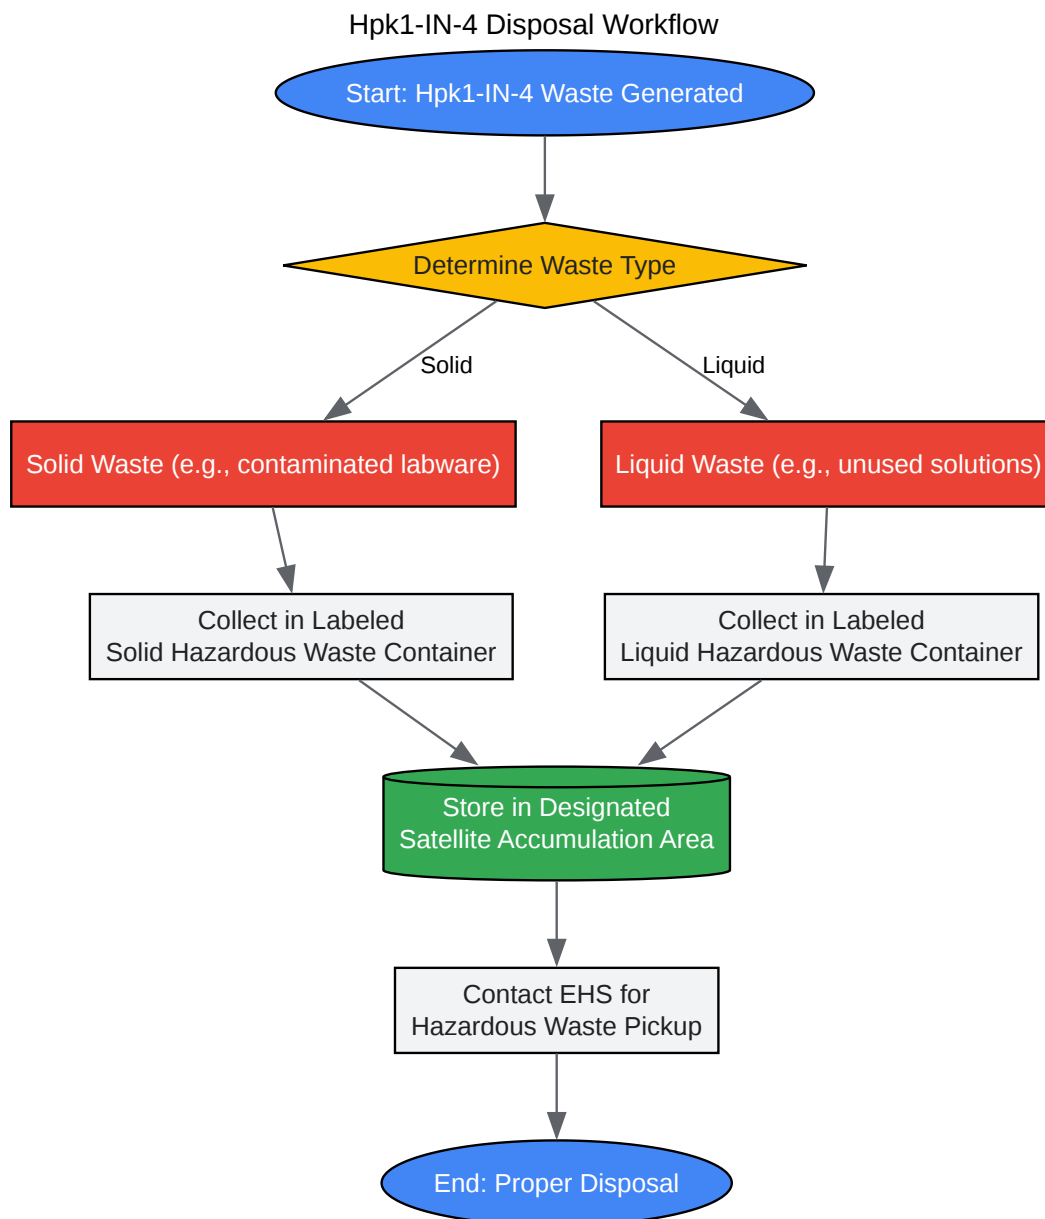 Hpk1-IN-4 Disposal Workflow
Start: Hpk1-IN-4 Waste Generated
Determine Waste Type
Solid
Liquid
Solid Waste (e.g., contaminated labware)
Liquid Waste (e.g., unused solutions)
Collect in Labeled
Solid Hazardous Waste Container
Collect in Labeled
Liquid Hazardous Waste Container
Store in Designated
Satellite Accumulation Area
Contact EHS for
Hazardous Waste Pickup
End: Proper Disposal